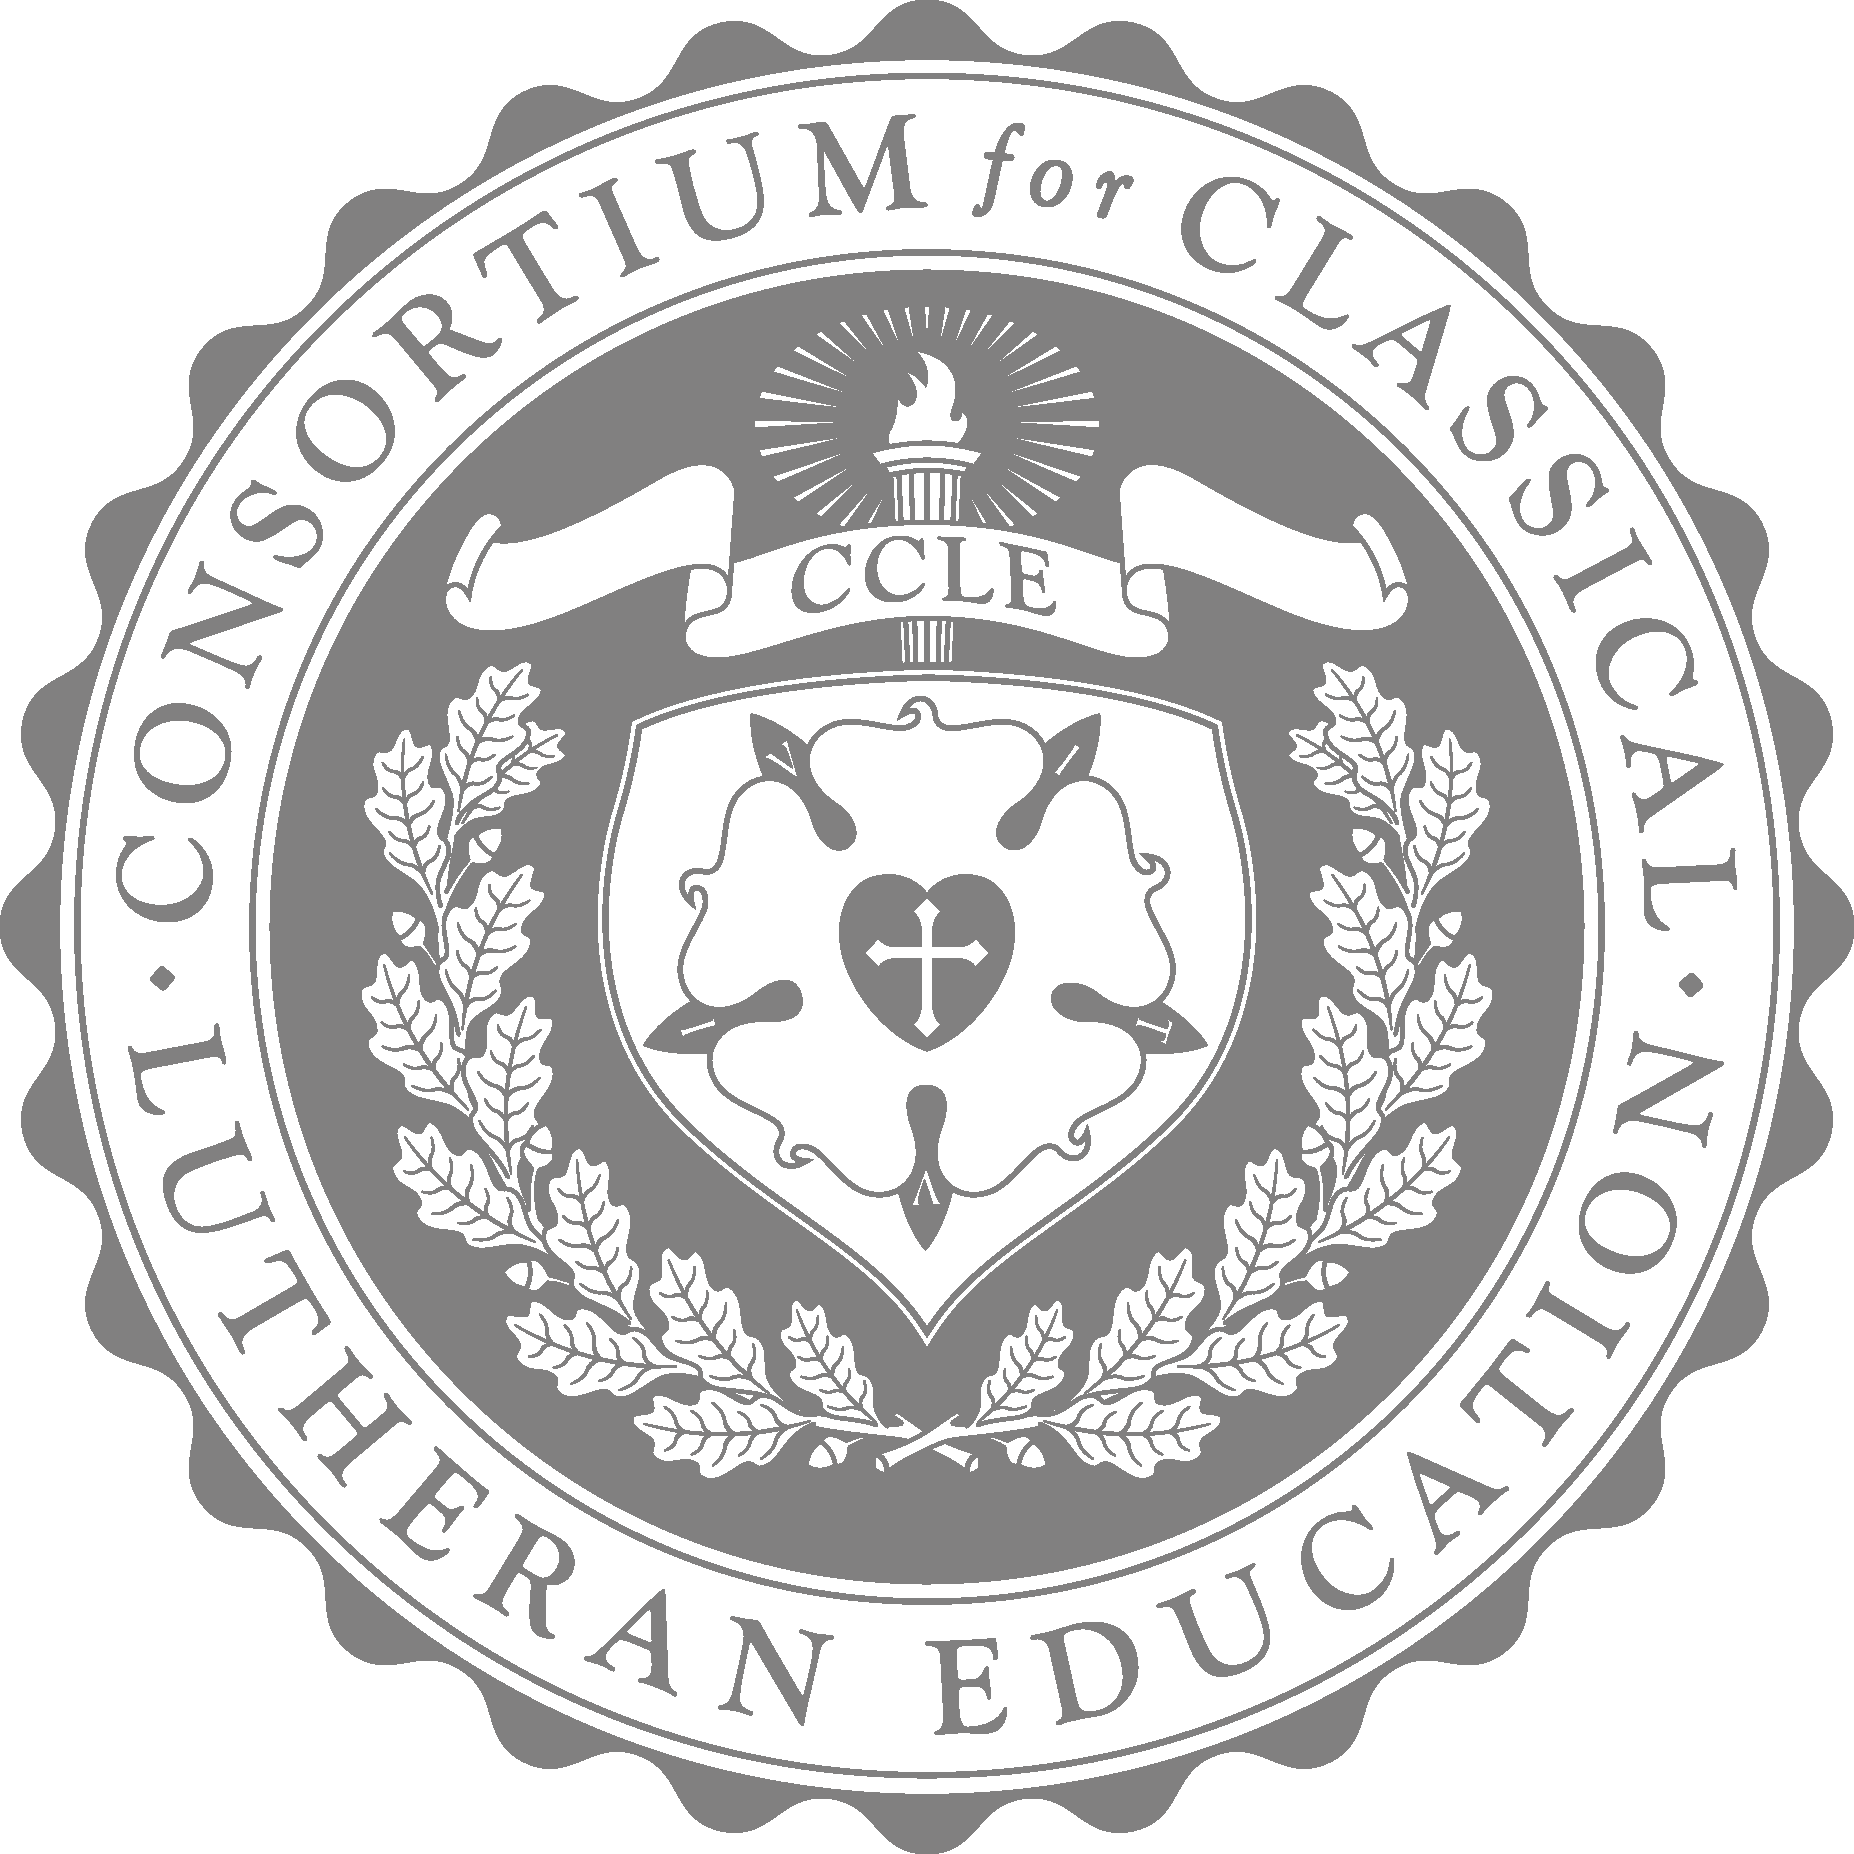 CONSORTIUM for CLASSICAL
· LUTHERAN EDUCATION ·
CCLE